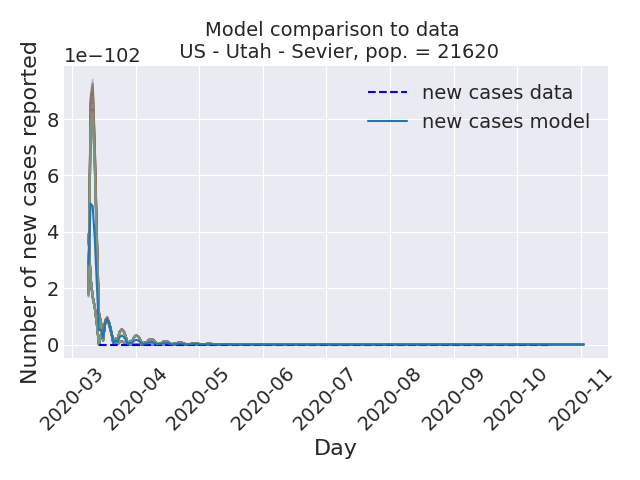 Model comparison to data
US - Utah - Sevier, pop. = 21620
1e−102
Number of new cases reported
8
6
4
2
0
new cases data
new cases model
2020-03
2020-04
2020-05
2020-06
2020-07
2020-08
2020-09
2020-10
2020-11
Day